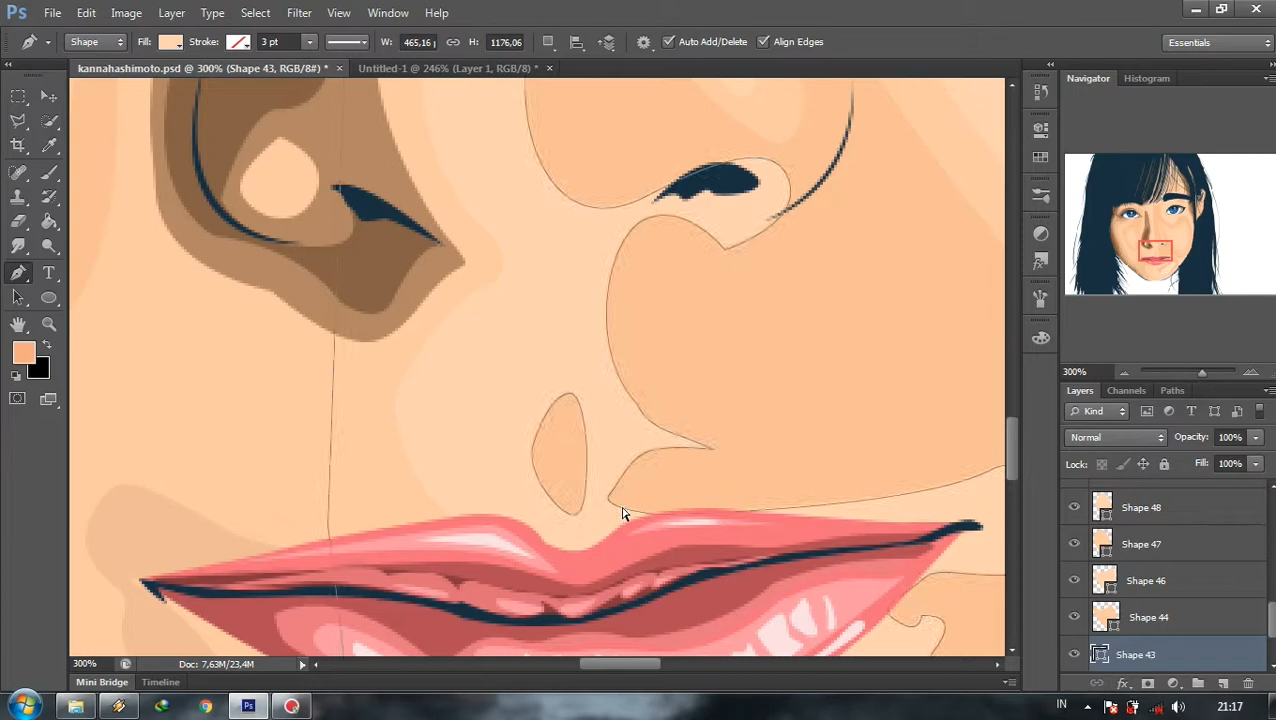 Ps File Edit Image Layer Type Select Filter View Window Help
Shape Fill: Stroke: 3 pt W: 465,16 p H: 1176,06 Auto Add/Delete Align Edges Essentials
kannahashimoto.psd @ 300% (Shape 43, RGB/8#) * × Untitled-1 @ 246% (Layer 1, RGB/8) * ×
Navigator Histogram
300%
Layers Channels Paths
Kind
Normal Opacity: 100%
Lock: Fill: 100%
Shape 48
Shape 47
Shape 46
Shape 44
Shape 43
300% Doc: 7,63M/23,4M
Mini Bridge Timeline
Ps IN 21:17